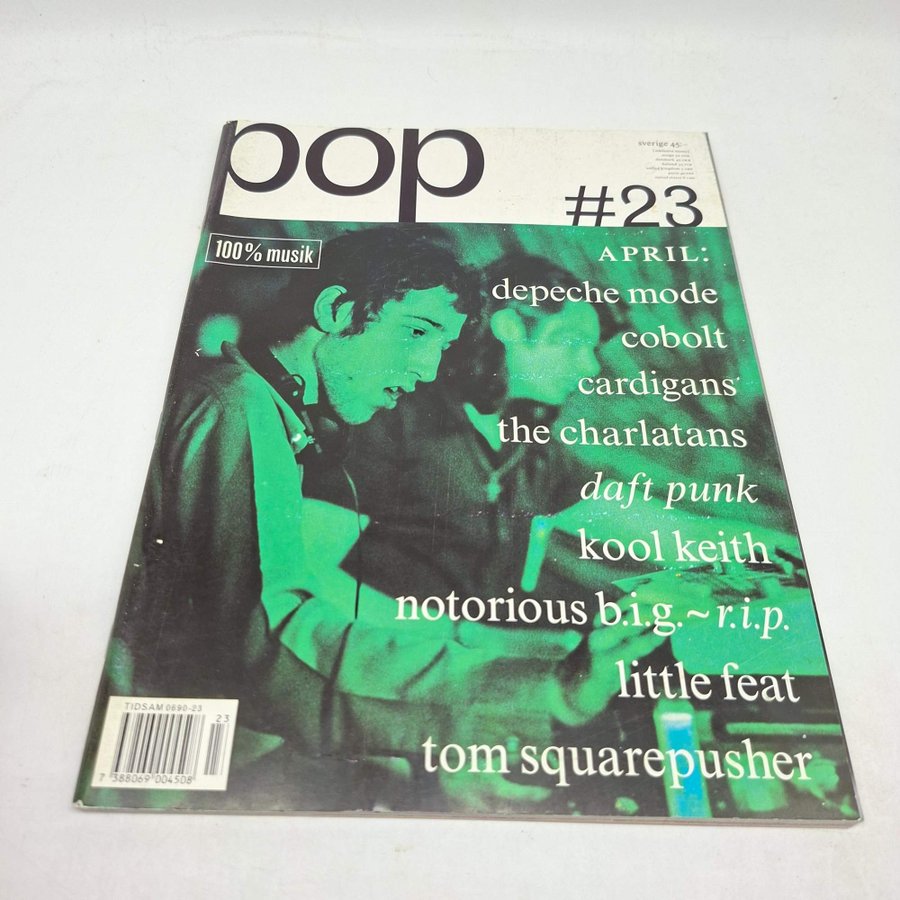 pop
sverige 45:-
#23
100% musik
APRIL:
depeche mode
cobolt
cardigans
the charlatans
daft punk
kool keith
notorious b.i.g. ~ r.i.p.
little feat
tom squarepusher
TIDSAM 0690-23
23
7 388069 004508